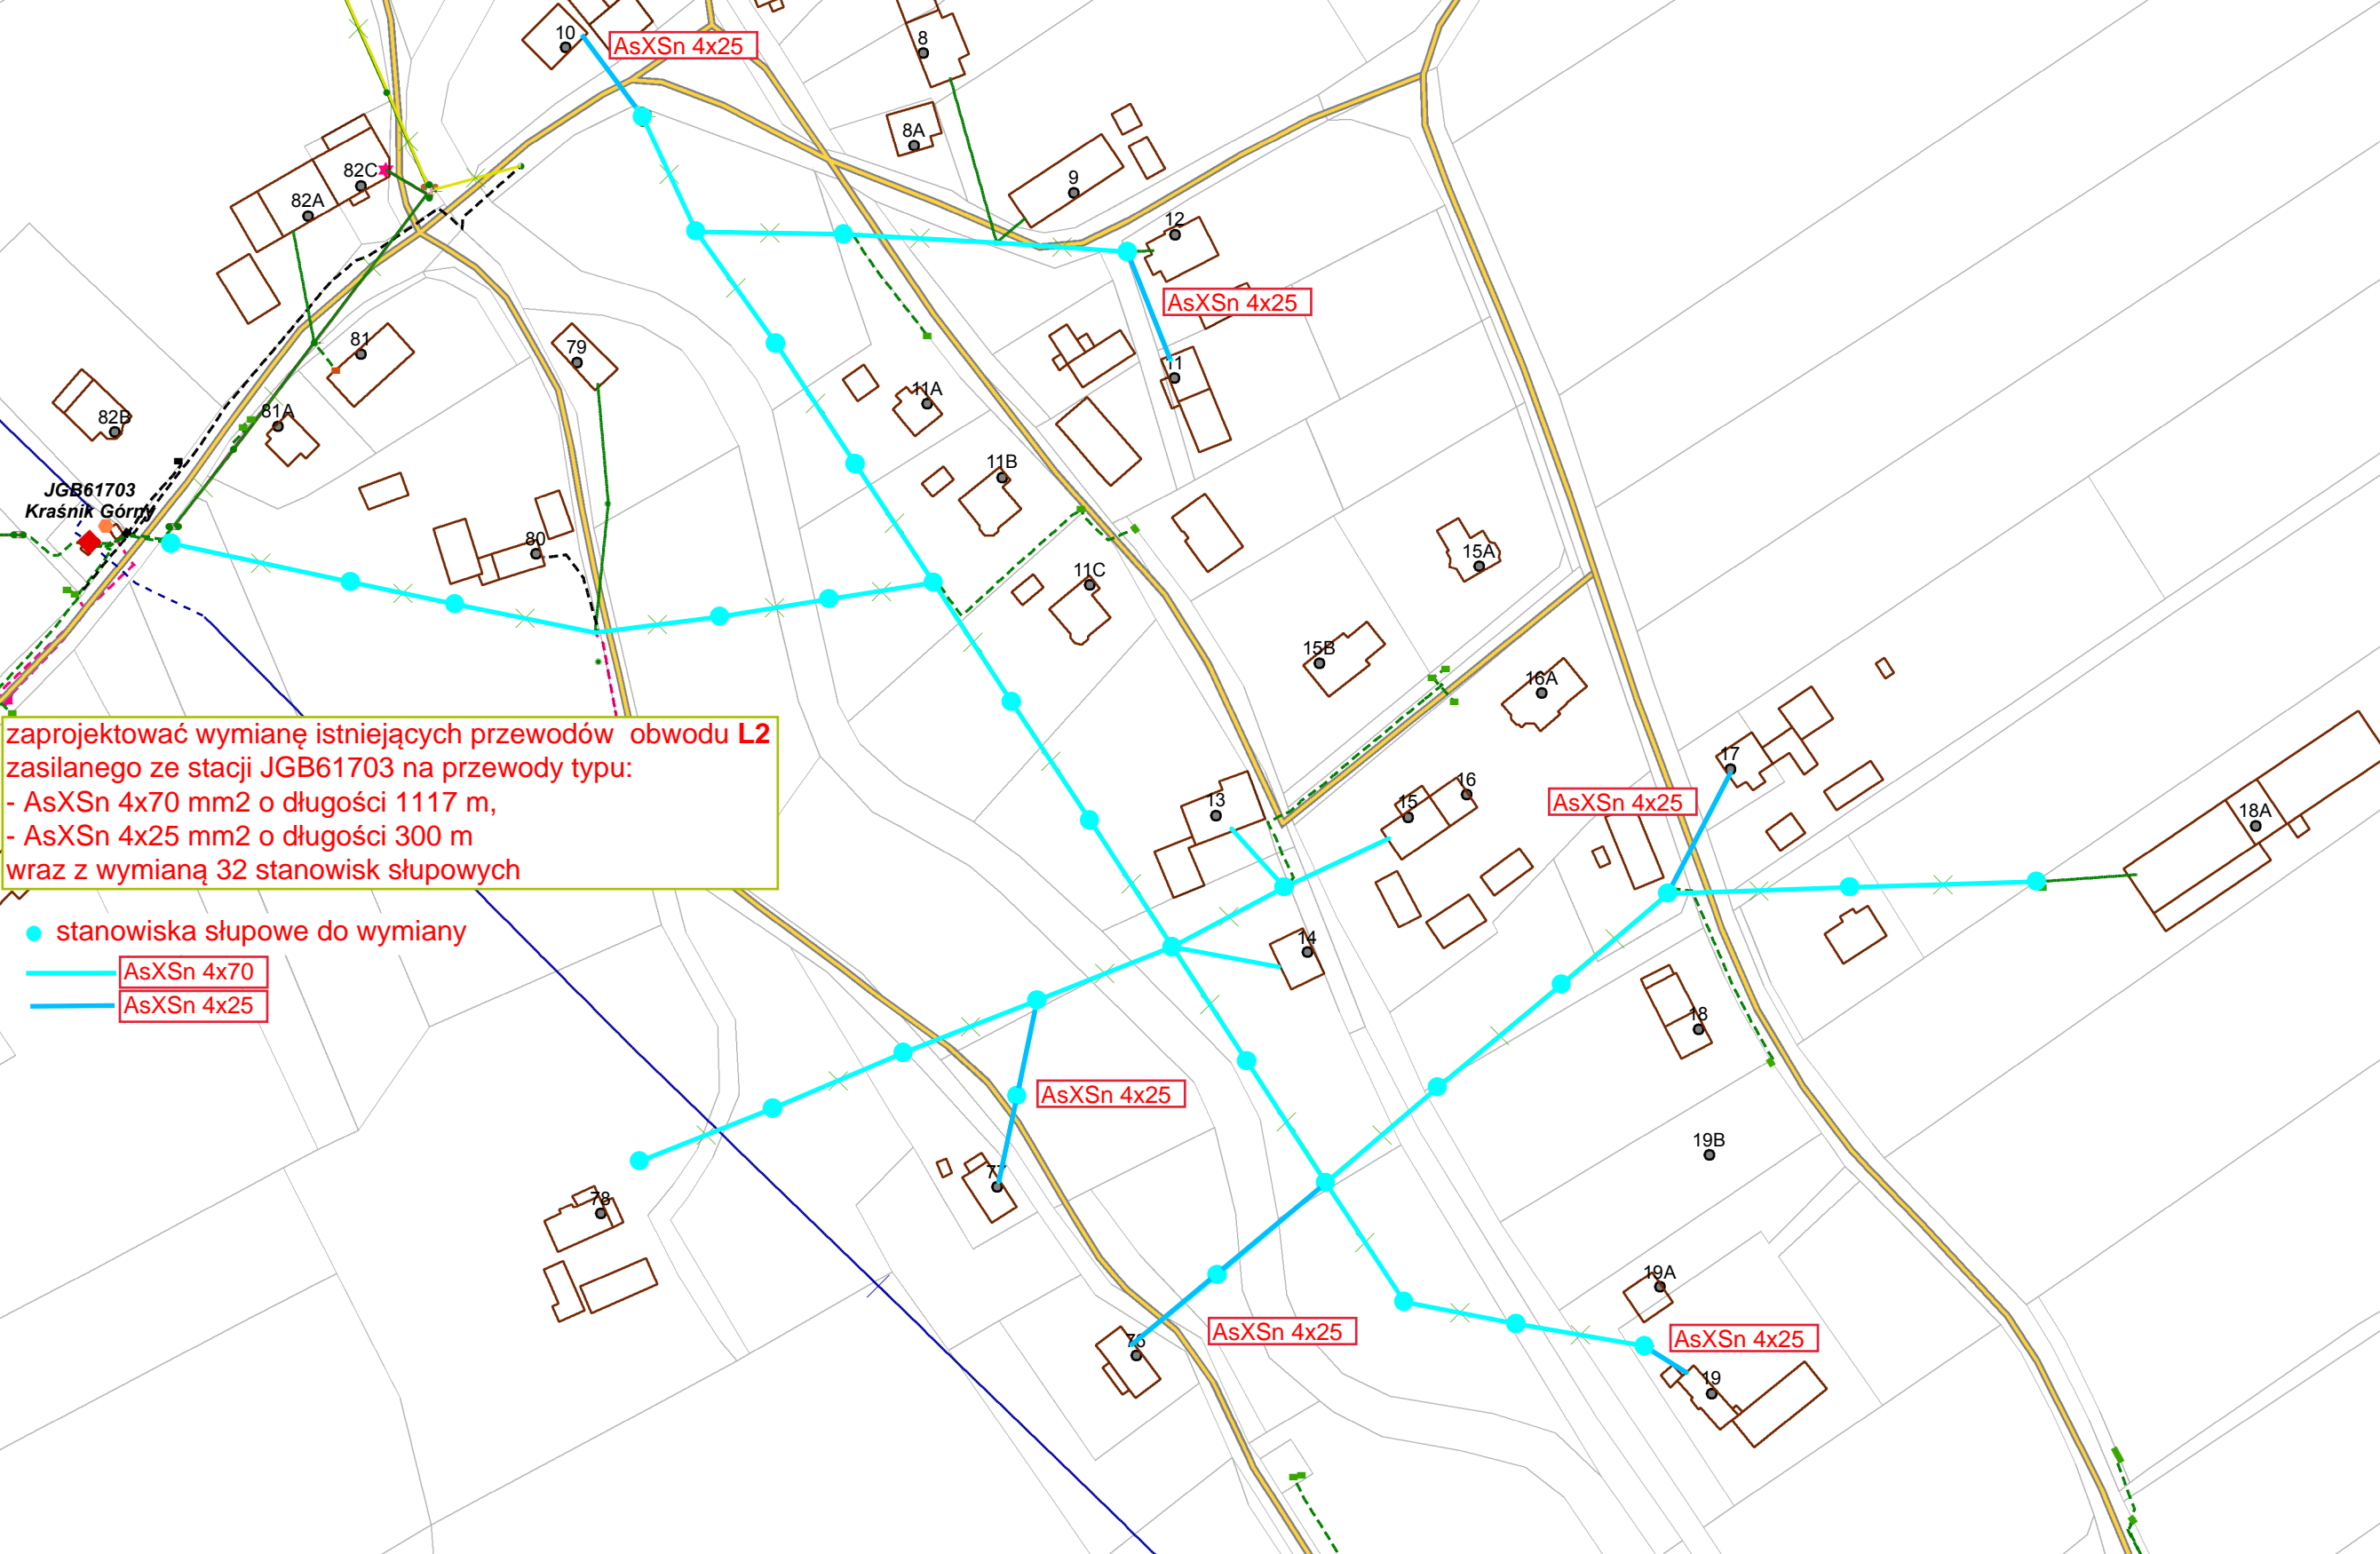 10
AsXSn 4x25
8
8A
82C
9
82A
12
AsXSn 4x25
81
79
11
11A
81A
82B
11B
JGB61703
Kraśnik Górny
80
15A
11C
15B
16A
zaprojektować wymianę istniejących przewodów obwodu L2
zasilanego ze stacji JGB61703 na przewody typu:
- AsXSn 4x70 mm2 o długości 1117 m,
- AsXSn 4x25 mm2 o długości 300 m
wraz z wymianą 32 stanowisk słupowych
17
16
13
15
AsXSn 4x25
18A
stanowiska słupowe do wymiany
14
AsXSn 4x70
AsXSn 4x25
18
AsXSn 4x25
19B
77
78
19A
AsXSn 4x25
76
AsXSn 4x25
19